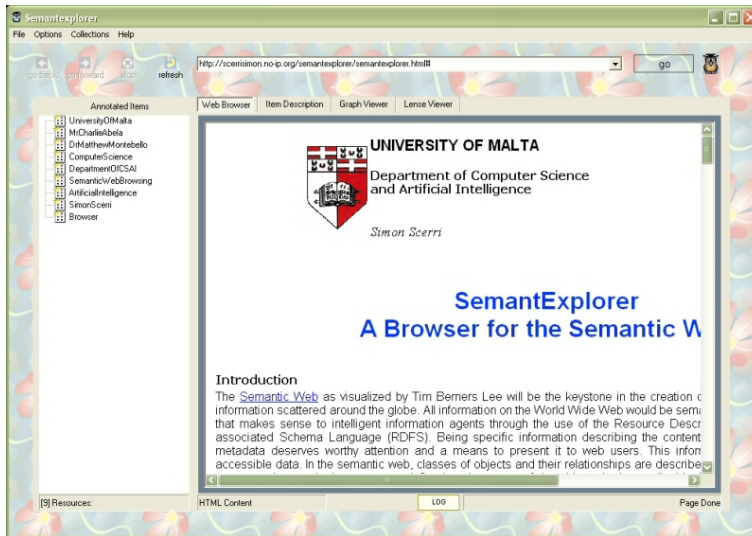 Semantexplorer
File Options Collections Help
go back go forward stop refresh
http://scerrisimon.no-ip.org/semantexplorer/semantexplorer.html#
go
Annotated Items
UniversityOfMalta
MrCharlieAbela
DrMatthewMontebello
ComputerScience
DepartmentOfCSAI
SemanticWebBrowsing
ArtificialIntelligence
SimonScerri
Browser
Web Browser Item Description Graph Viewer Lense Viewer
UNIVERSITY OF MALTA
Department of Computer Science
and Artificial Intelligence
Simon Scerri
SemantExplorer
A Browser for the Semantic W
Introduction
The Semantic Web as visualized by Tim Berners Lee will be the keystone in the creation o
information scattered around the globe. All information on the World Wide Web would be sema
that makes sense to intelligent information agents through the use of the Resource Descr
associated Schema Language (RDFS). Being specific information describing the content
metadata deserves worthy attention and a means to present it to web users. This inform
accessible data. In the semantic web, classes of objects and their relationships are describe
[9] Resources:
HTML Content
LOG
Page Done